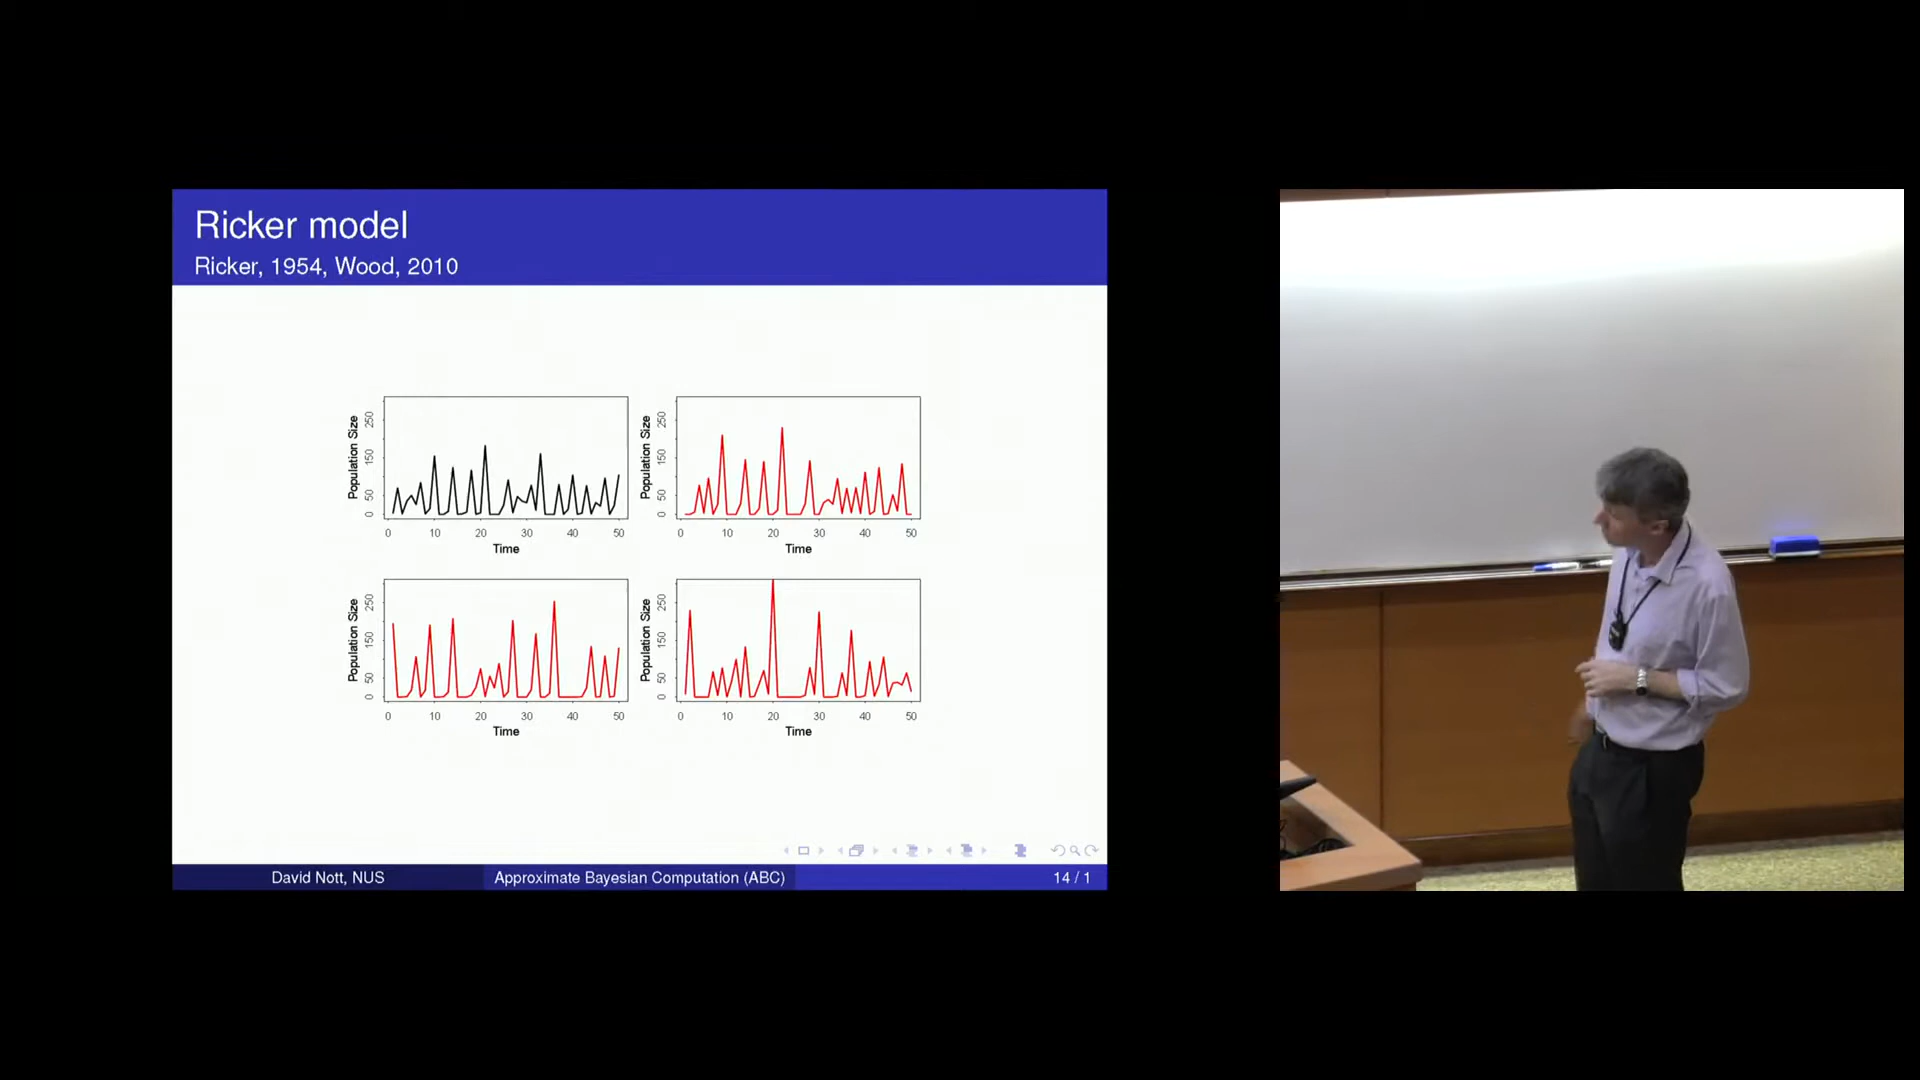 Ricker model
Ricker, 1954, Wood, 2010
Population Size
0 50 150 250
0 10 20 30 40 50
Time
Population Size
0 50 150 250
0 10 20 30 40 50
Time
Population Size
0 50 150 250
0 10 20 30 40 50
Time
Population Size
0 50 150 250
0 10 20 30 40 50
Time
David Nott, NUS
Approximate Bayesian Computation (ABC)
14 / 1